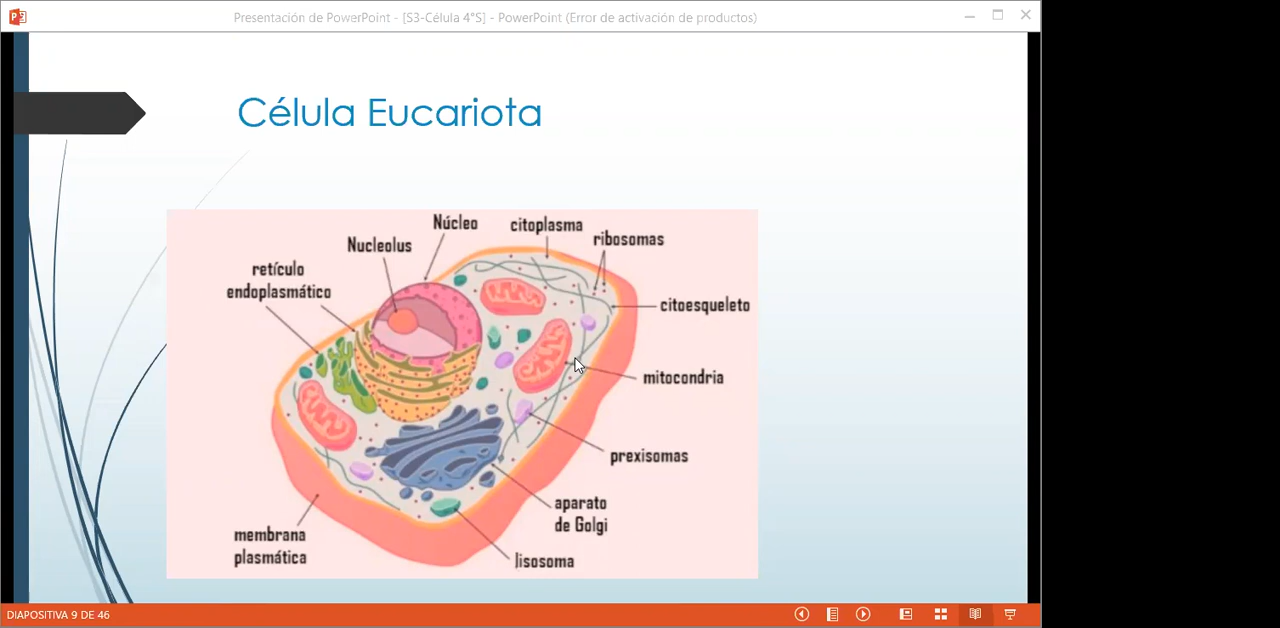 Presentación de PowerPoint - [S3-Célula 4°S] - PowerPoint (Error de activación de productos)
Célula Eucariota
Núcleo
citoplasma
Nucleolus
ribosomas
retículo
endoplasmático
citoesqueleto
mitocondria
prexisomas
aparato
de Golgi
membrana
plasmática
lisosoma
DIAPOSITIVA 9 DE 46